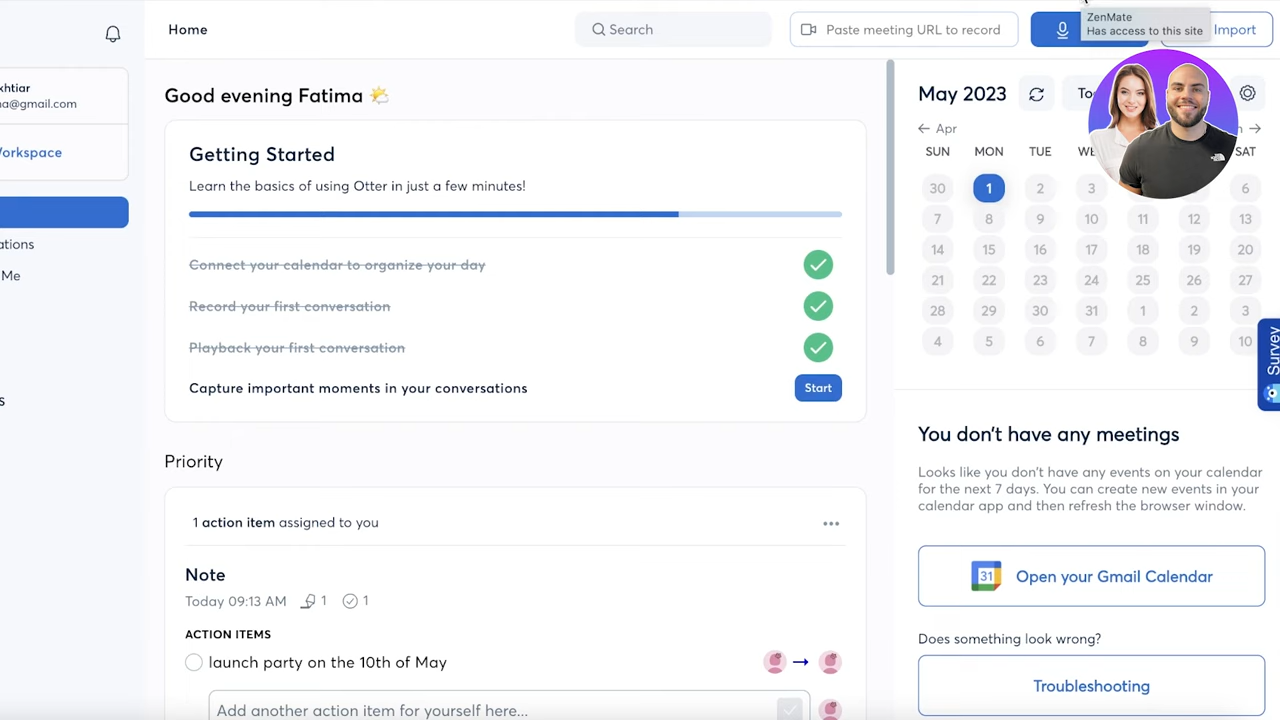 Home
Search
Paste meeting URL to record
ZenMate
Has access to this site
Import
khtiar
na@gmail.com
Workspace
ations
Me
s
Good evening Fatima
Getting Started
Learn the basics of using Otter in just a few minutes!
Connect your calendar to organize your day
Record your first conversation
Playback your first conversation
Capture important moments in your conversations
Start
Priority
1 action item assigned to you
Note
Today 09:13 AM 1 1
ACTION ITEMS
launch party on the 10th of May
Add another action item for yourself here...
May 2023
To
Apr
n
SUN MON TUE WE SAT
30 1 2 3 6
7 8 9 10 11 12 13
14 15 16 17 18 19 20
21 22 23 24 25 26 27
28 29 30 31 1 2 3
4 5 6 7 8 9 10
Survey
You don't have any meetings
Looks like you don't have any events on your calendar
for the next 7 days. You can create new events in your
calendar app and then refresh the browser window.
31
Open your Gmail Calendar
Does something look wrong?
Troubleshooting